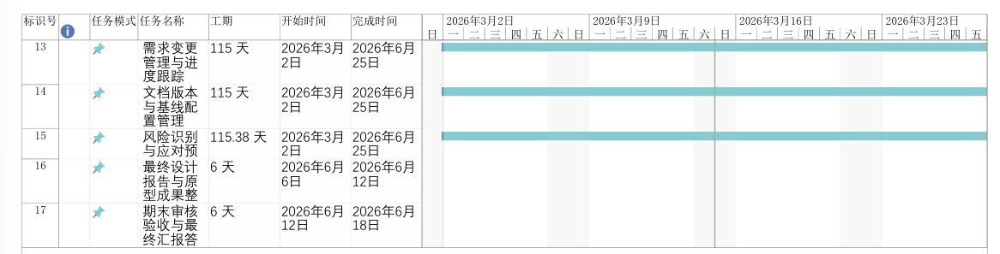 标识号 任务模式 任务名称 工期 开始时间 完成时间 2026年3月2日 2026年3月9日 2026年3月16日 2026年3月23日
日 一 二 三 四 五 六 日 一 二 三 四 五 六 日 一 二 三 四 五 六 日 一 二 三 四 五
13 需求变更 115 天 2026年3月 2026年6月
管理与进 2日 25日
度跟踪
14 文档版本 115 天 2026年3月 2026年6月
与基线配 2日 25日
置管理
15 风险识别 115.38 天 2026年3月 2026年6月
与应对预 2日 25日
16 最终设计 6 天 2026年6月 2026年6月
报告与原 6日 12日
型成果整
17 期末审核 6 天 2026年6月 2026年6月
验收与最 12日 18日
终汇报答